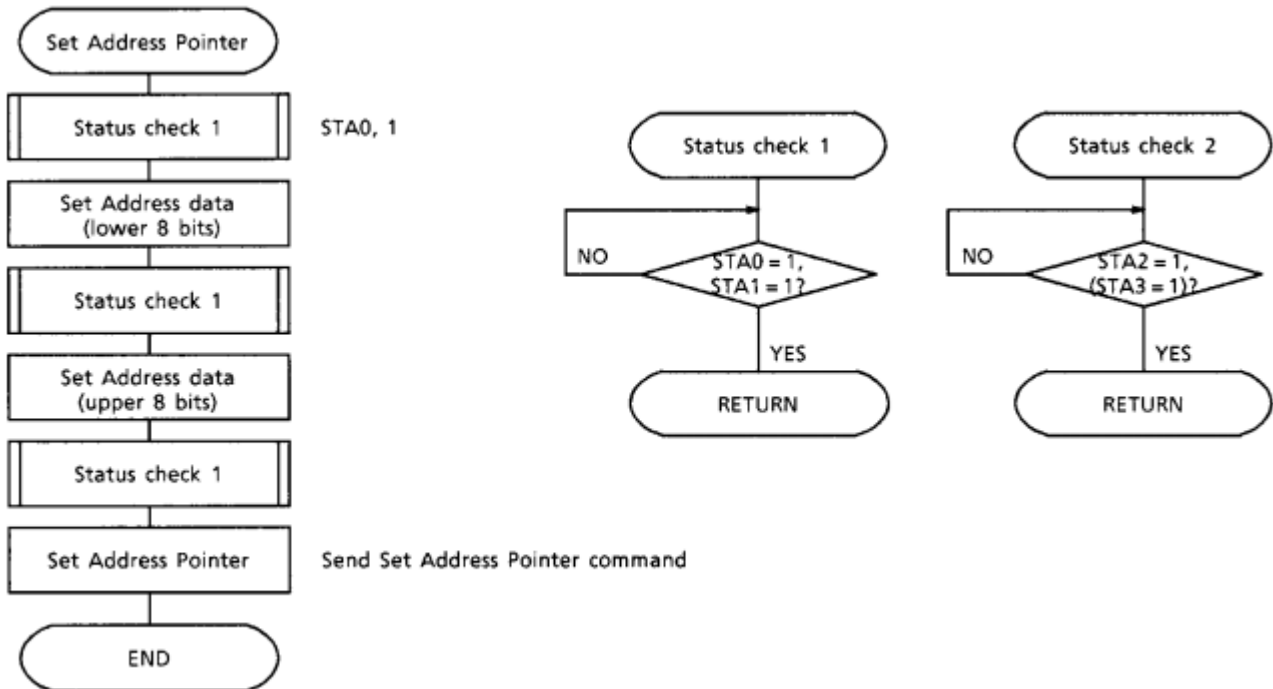 Set Address Pointer
Status check 1
STA0, 1
Set Address data
(lower 8 bits)
Status check 1
Set Address data
(upper 8 bits)
Status check 1
Set Address Pointer
Send Set Address Pointer command
END
Status check 1
NO
STA0 = 1,
STA1 = 1?
YES
RETURN
Status check 2
NO
STA2 = 1,
(STA3 = 1)?
YES
RETURN